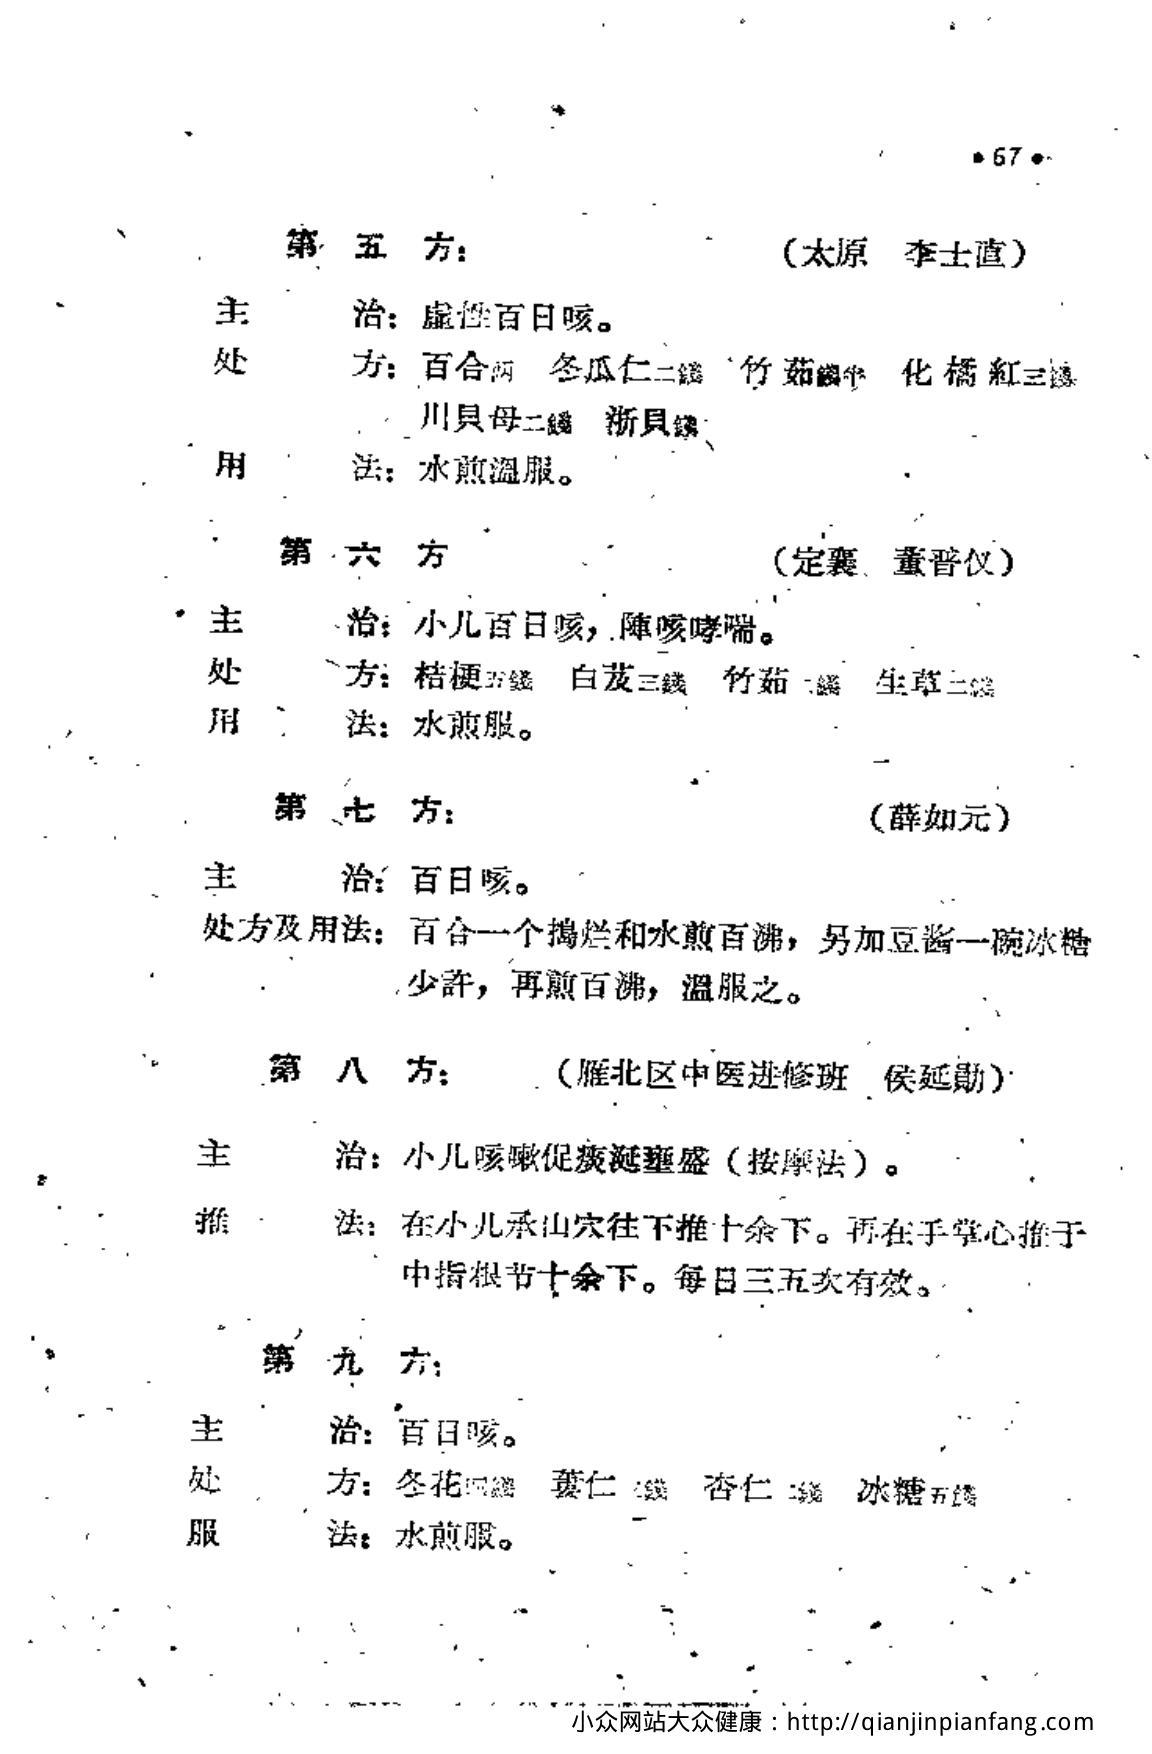 •67•
第五方： （太原 李士直）
主治：虛性百日咳。
处方：百合兩 冬瓜仁二錢 竹茹錢半 化橘紅三錢
川貝母二錢 浙貝錢
用法：水煎溫服。
第六方 （定襄 董晋仪）
主治：小儿百日咳，陣咳哮喘。
处方：桔梗五錢 白芨三錢 竹茹 錢 生草二錢
用法：水煎服。
第七方： （薛如元）
主治：百日咳。
处方及用法：百合一个搗烂和水煎百沸，另加豆酱一碗冰糖
少許，再煎百沸，溫服之。
第八方： （雁北区中医进修班 侯延勛）
主治：小儿咳嗽促痰涎壅盛（按摩法）。
推法：在小儿承山穴往下推十余下。再在手掌心推于
中指根节十余下。每日三五次有效。
第九方：
主治：百日咳。
处方：冬花四錢 蔞仁 錢 杏仁二錢 冰糖五錢
服法：水煎服。
小众网站大众健康：http://qianjinpianfang.com